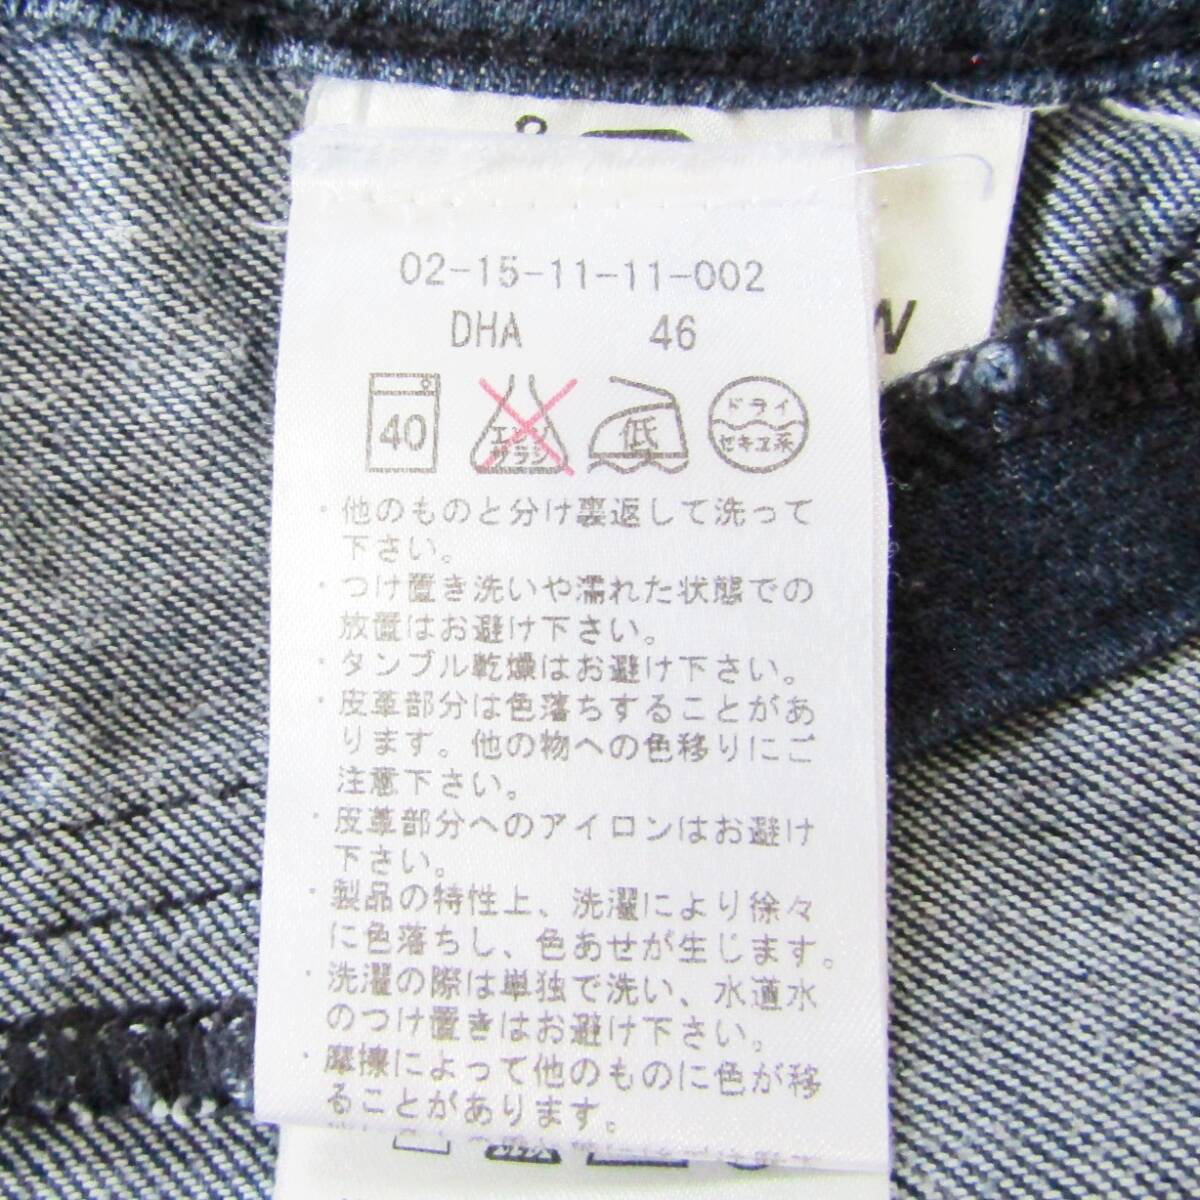 02-15-11-11-002
DHA 46
W
40
エンソ
サラシ
低
ドライ
セキユ系
・他のものと分け裏返して洗って
下さい。
・つけ置き洗いや濡れた状態での
放置はお避け下さい。
・タンブル乾燥はお避け下さい。
・皮革部分は色落ちすることがあ
ります。他の物への色移りにご
注意下さい。
・皮革部分へのアイロンはお避け
下さい。
・製品の特性上、洗濯により徐々
に色落ちし、色あせが生じます。
・洗濯の際は単独で洗い、水道水
のつけ置きはお避け下さい。
・摩擦によって他のものに色が移
ることがあります。